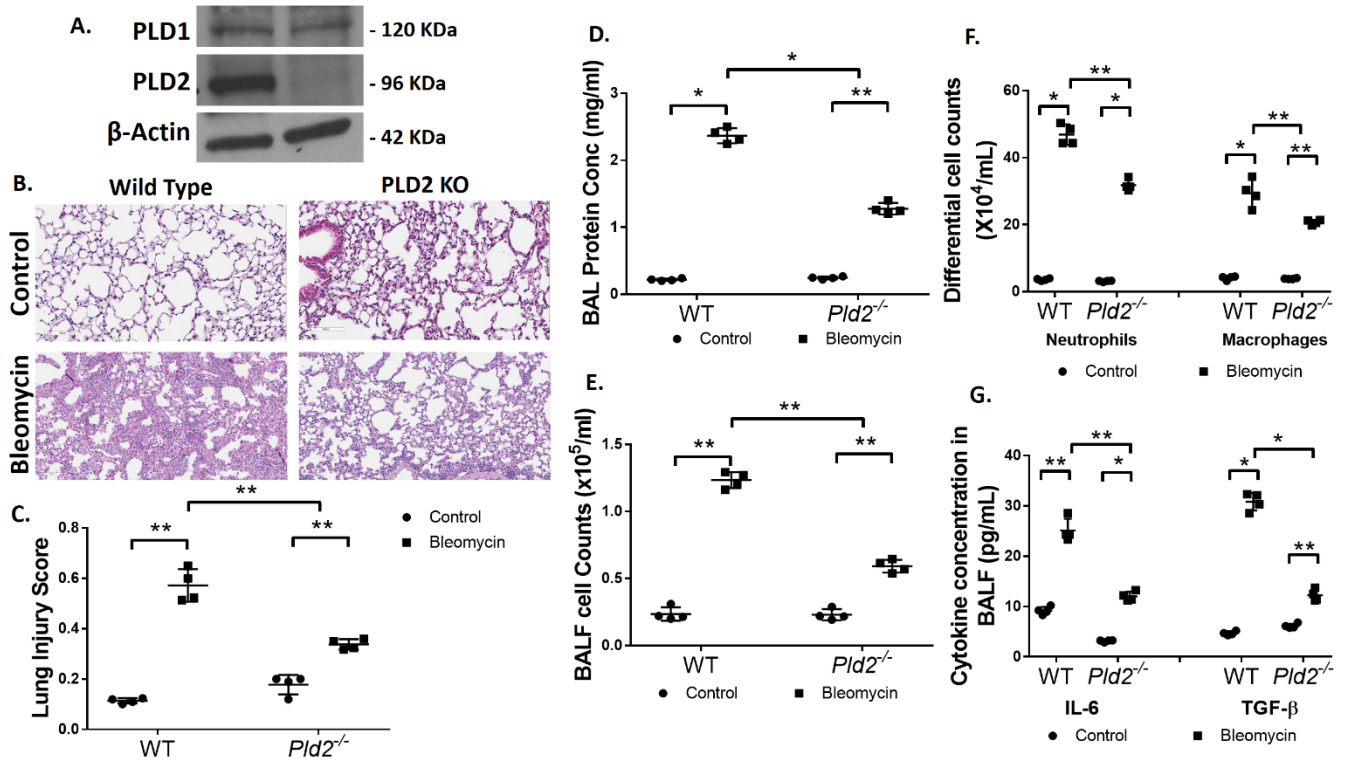 A.
PLD1
- 120 KDa
PLD2
- 96 KDa
β-Actin
- 42 KDa
B.
Wild Type
PLD2 KO
Control
Bleomycin
C.
Lung Injury Score
0.8
0.6
0.4
0.2
0.0
**
**
**
WT
Pld2-/-
Control
Bleomycin
D.
BAL Protein Conc (mg/ml)
3
2
1
0
*
*
**
WT
Pld2-/-
Control
Bleomycin
E.
BALF cell Counts (x10^5/ml)
1.5
1.0
0.5
0.0
**
**
**
WT
Pld2-/-
Control
Bleomycin
F.
Differential cell counts
(X10^4/mL)
60
40
20
0
**
*
*
**
*
**
WT
Pld2-/-
WT
Pld2-/-
Neutrophils
Macrophages
Control
Bleomycin
G.
Cytokine concentration in
BALF (pg/mL)
40
30
20
10
0
**
**
*
*
*
**
WT
Pld2-/-
WT
Pld2-/-
IL-6
TGF-β
Control
Bleomycin